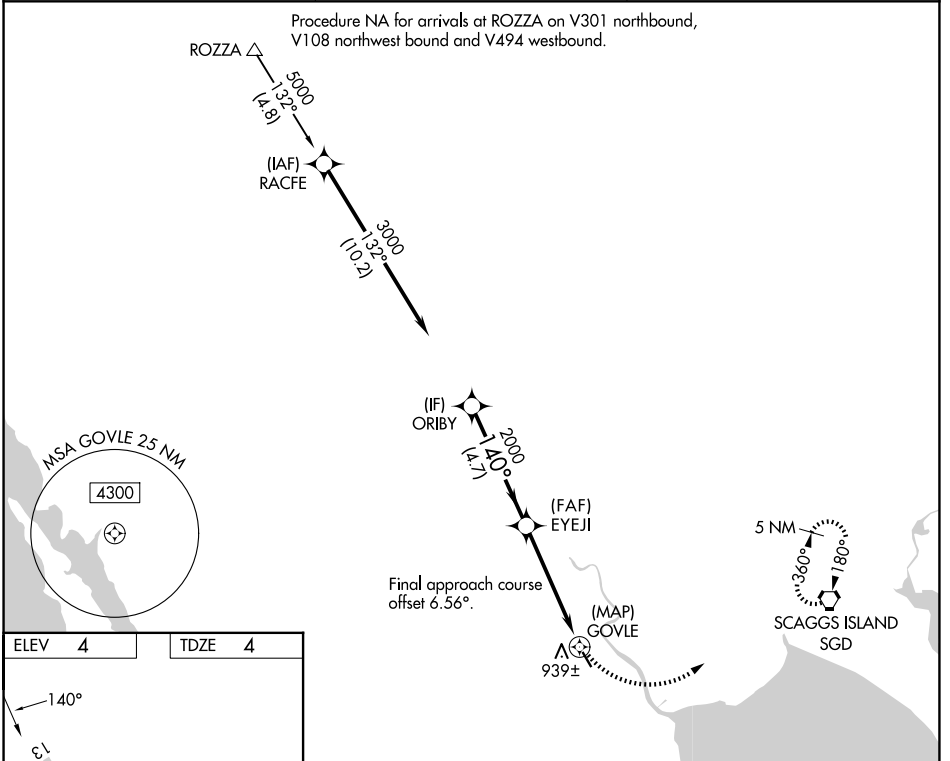 Procedure NA for arrivals at ROZZA on V301 northbound,
V108 northwest bound and V494 westbound.
ROZZA
5000
132°
(4.8)
(IAF)
RACFE
3000
132°
(10.2)
(IF)
ORIBY
2000
140°
(4.7)
(FAF)
EYEJI
MSA GOVLE 25 NM
4300
5 NM
360°
180°
SCAGGS ISLAND
SGD
Final approach course
offset 6.56°.
(MAP)
GOVLE
939±
ELEV 4
TDZE 4
140°
13